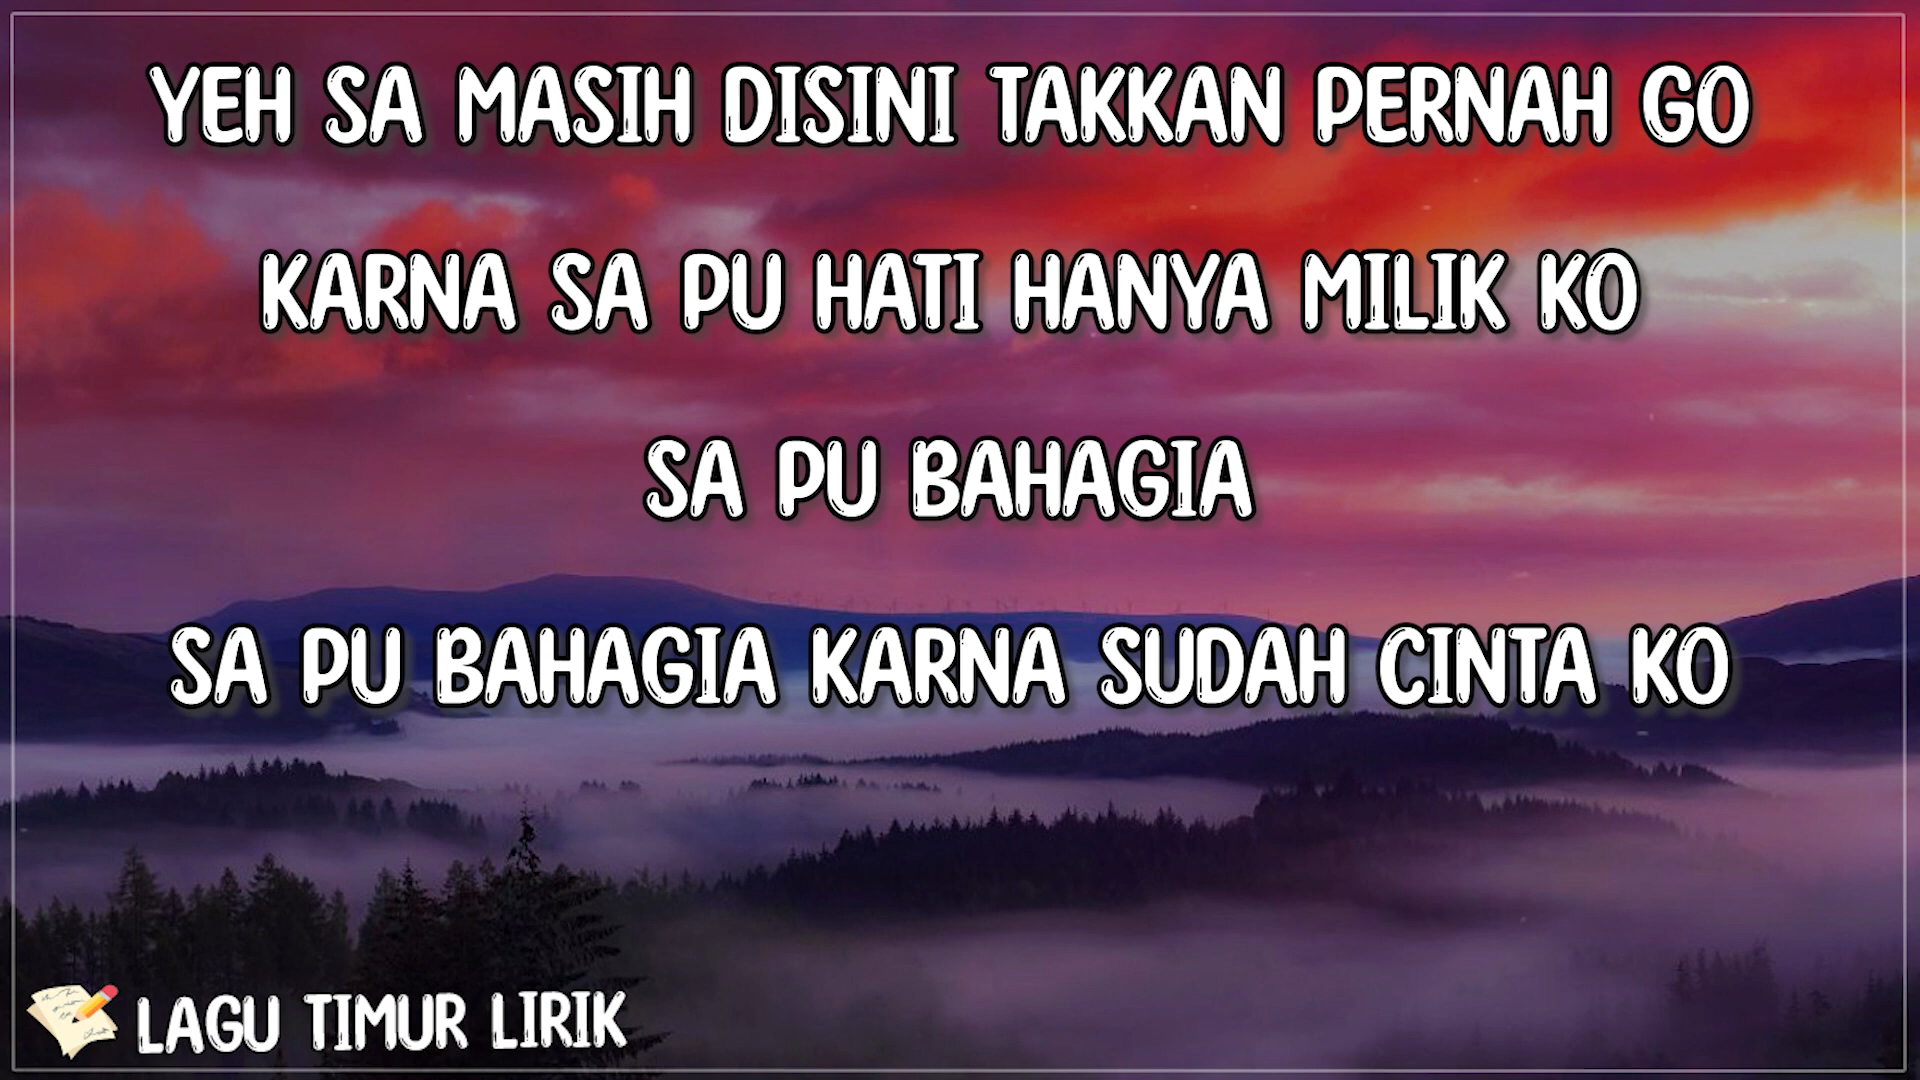 YEH SA MASIH DISINI TAKKAN PERNAH GO
KARNA SA PU HATI HANYA MILIK KO
SA PU BAHAGIA
SA PU BAHAGIA KARNA SUDAH CINTA KO
LAGU TIMUR LIRIK